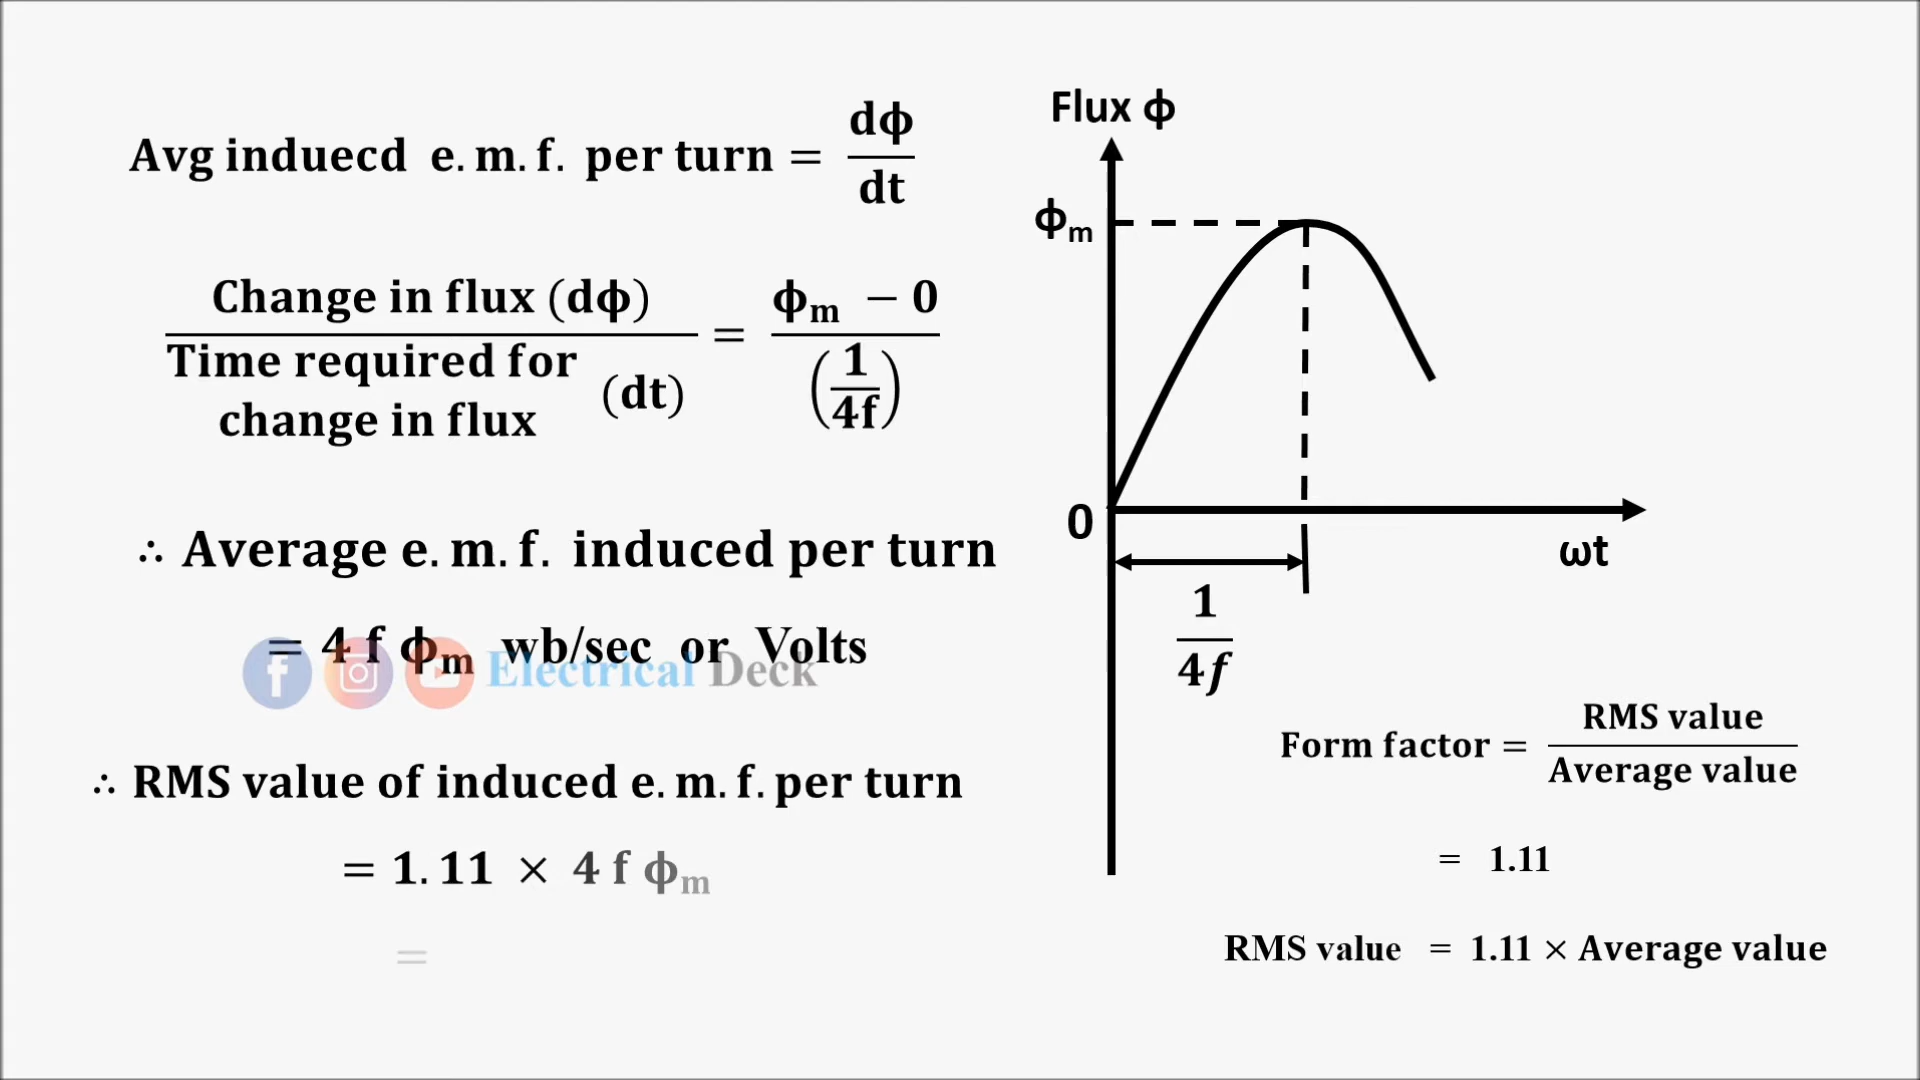 Avg induecd e.m.f. per turn = dϕ/dt
Change in flux (dϕ) / Time required for change in flux (dt) = ϕm − 0 / (1/4f)
∴ Average e.m.f. induced per turn
= 4 f ϕm wb/sec or Volts
Electrical Deck
∴ RMS value of induced e.m.f. per turn
= 1.11 × 4 f ϕm
=
Flux ϕ
ϕm
0
ωt
1/4f
Form factor = RMS value / Average value
= 1.11
RMS value = 1.11 × Average value